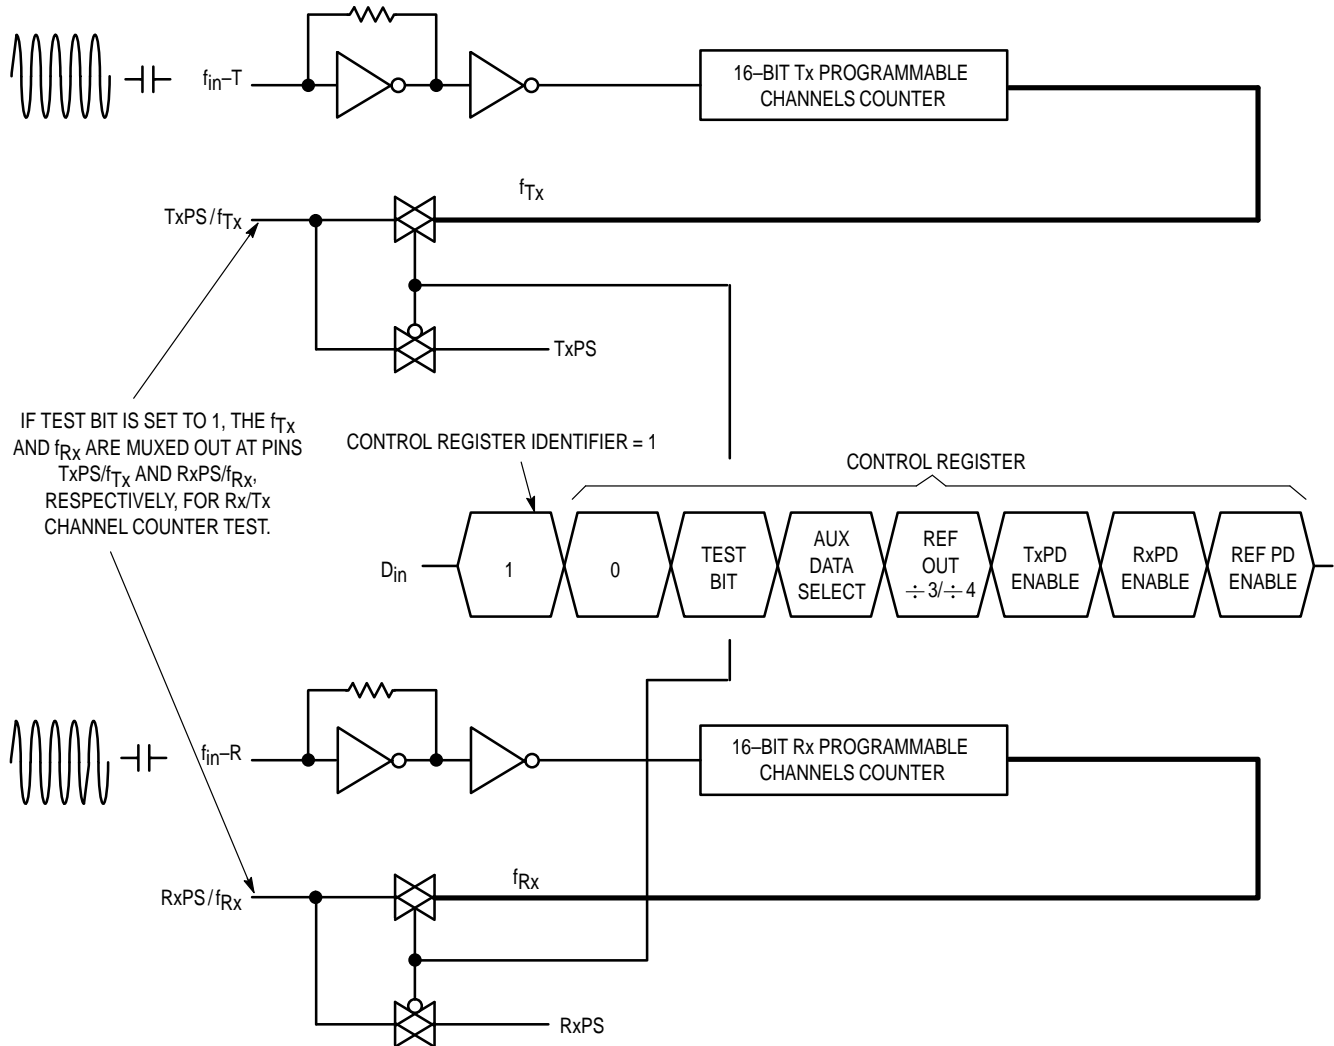 fin–T
16–BIT Tx PROGRAMMABLE
CHANNELS COUNTER
fTx
TxPS/fTx
TxPS
IF TEST BIT IS SET TO 1, THE fTx
AND fRx ARE MUXED OUT AT PINS
TxPS/fTx AND RxPS/fRx,
RESPECTIVELY, FOR Rx/Tx
CHANNEL COUNTER TEST.
CONTROL REGISTER IDENTIFIER = 1
CONTROL REGISTER
Din
1
0
TEST
BIT
AUX
DATA
SELECT
REF
OUT
÷3/÷4
TxPD
ENABLE
RxPD
ENABLE
REF PD
ENABLE
fin–R
16–BIT Rx PROGRAMMABLE
CHANNELS COUNTER
fRx
RxPS/fRx
RxPS